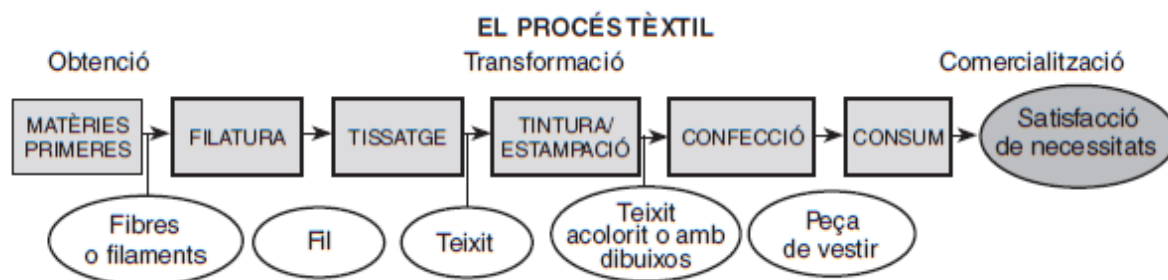 EL PROCÉS TÈXTIL
Obtenció
Transformació
Comercialització
MATÈRIES
PRIMERES
FILATURA
TISSATGE
TINTURA/
ESTAMPACIÓ
CONFECCIÓ
CONSUM
Satisfacció
de necessitats
Fibres
o filaments
Fil
Teixit
Teixit
acolorit o amb
dibuixos
Peça
de vestir